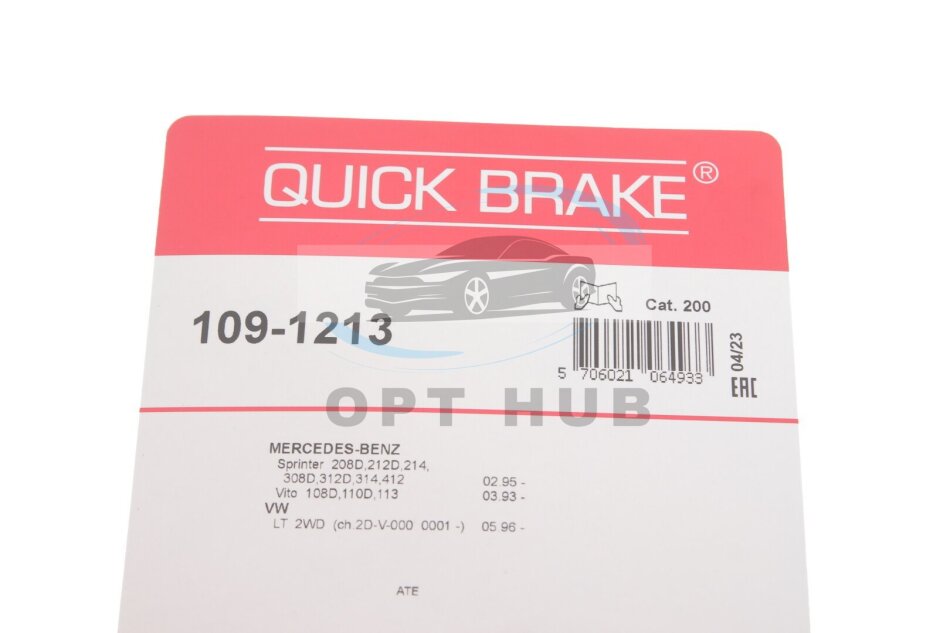 QUICK BRAKE®
109-1213
Cat. 200
5 706021 064933
04/23
EAC
OPT HUB
MERCEDES-BENZ
Sprinter 208D,212D,214,
308D,312D,314,412 02.95 -
Vito 108D,110D,113 03.93 -
VW
LT 2WD (ch.2D-V-000 0001 -) 05.96 -
ATE